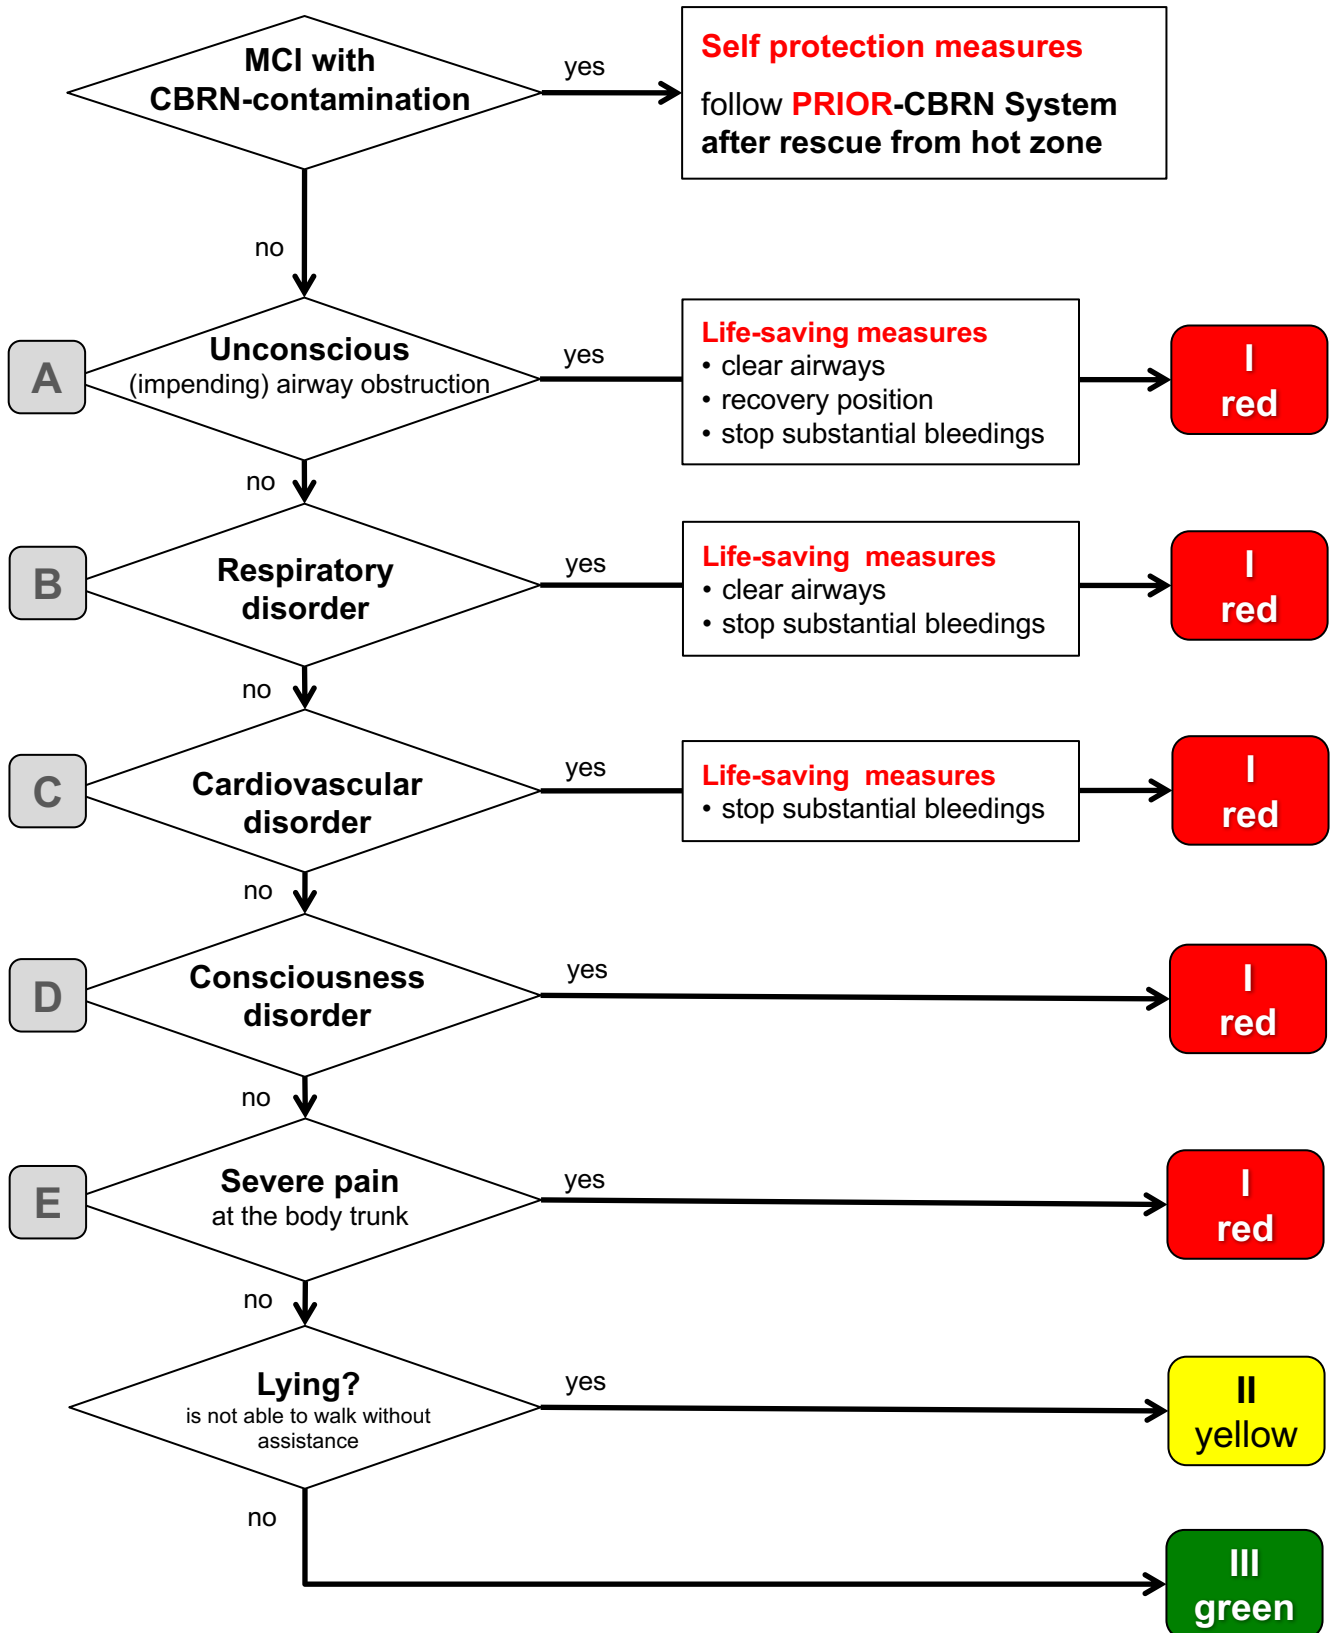 MCI with
CBRN-contamination
yes
Self protection measures
follow PRIOR-CBRN System
after rescue from hot zone
no
A
Unconscious
(impending) airway obstruction
yes
Life-saving measures
• clear airways
• recovery position
• stop substantial bleedings
I
red
no
B
Respiratory
disorder
yes
Life-saving measures
• clear airways
• stop substantial bleedings
I
red
no
C
Cardiovascular
disorder
yes
Life-saving measures
• stop substantial bleedings
I
red
no
D
Consciousness
disorder
yes
I
red
no
E
Severe pain
at the body trunk
yes
I
red
no
Lying?
is not able to walk without
assistance
yes
II
yellow
no
III
green